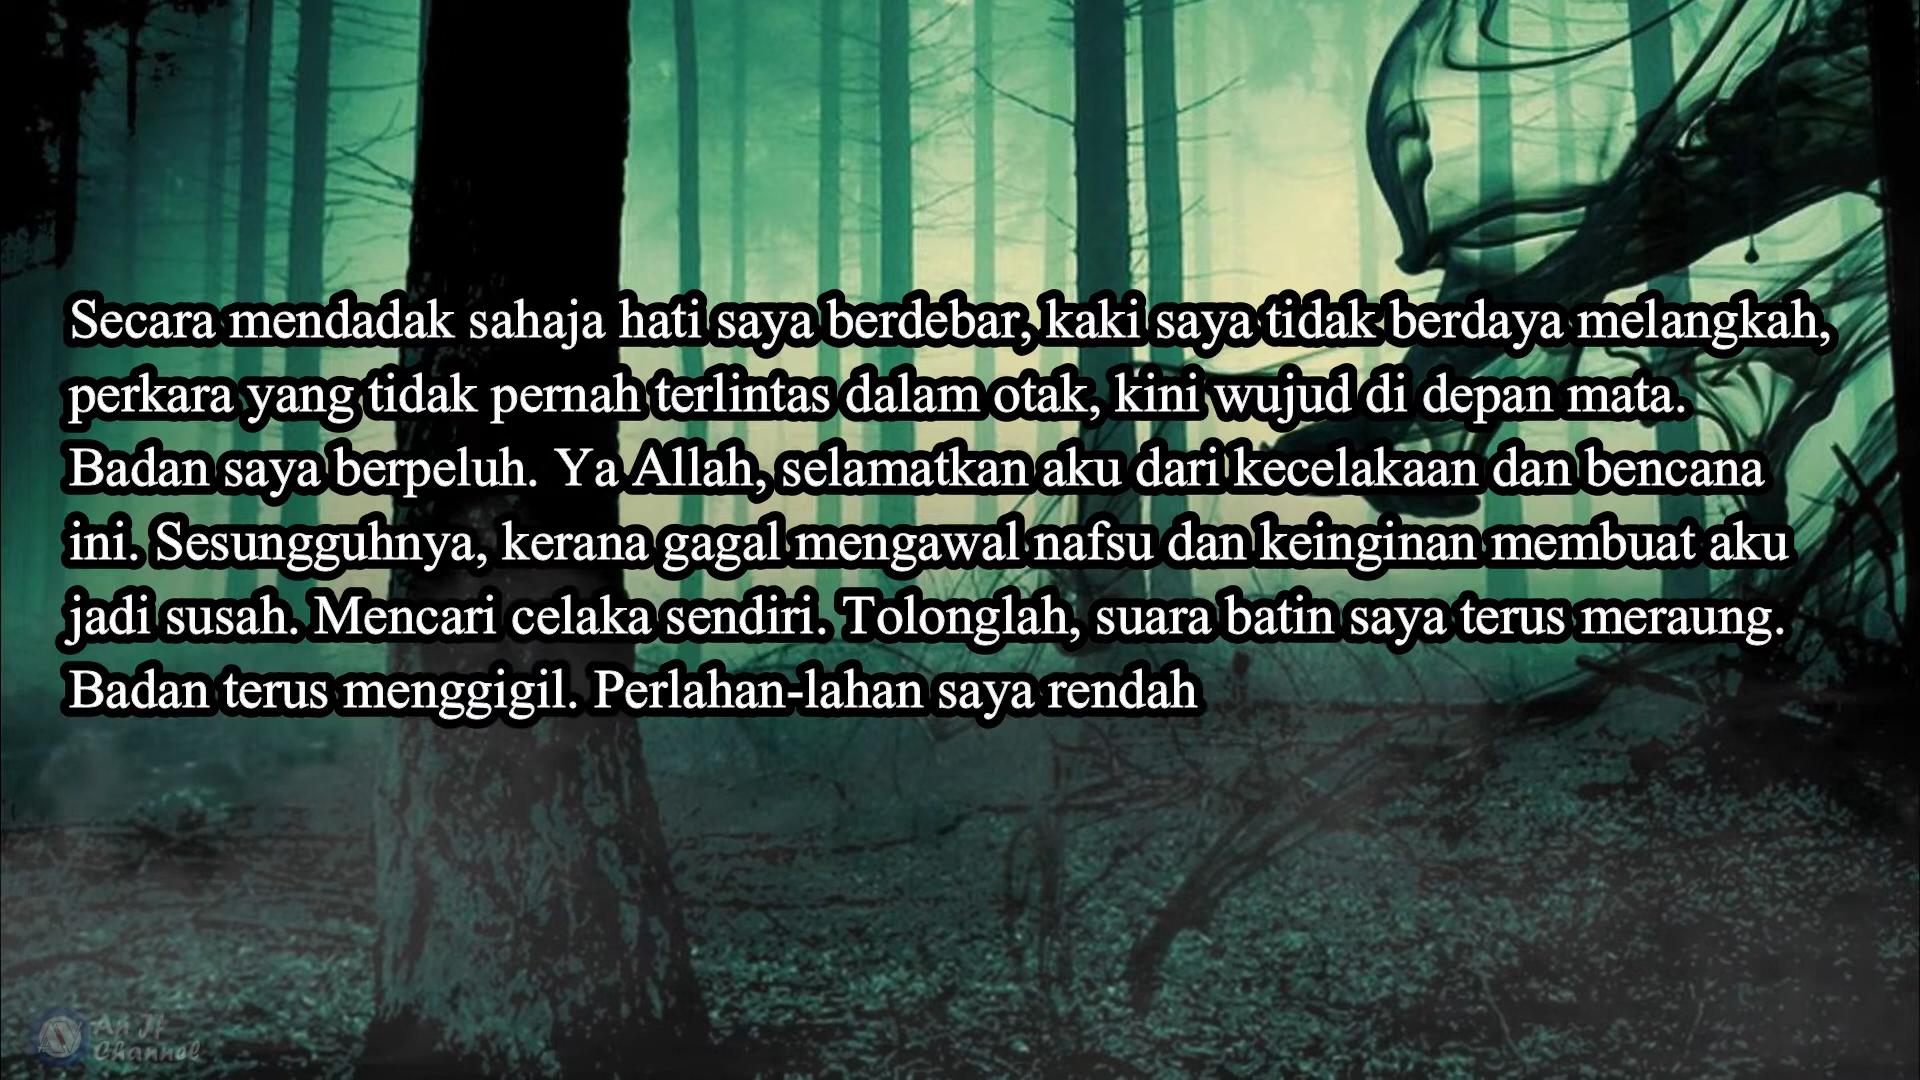 Secara mendadak sahaja hati saya berdebar, kaki saya tidak berdaya melangkah,
perkara yang tidak pernah terlintas dalam otak, kini wujud di depan mata.
Badan saya berpeluh. Ya Allah, selamatkan aku dari kecelakaan dan bencana
ini. Sesungguhnya, kerana gagal mengawal nafsu dan keinginan membuat aku
jadi susah. Mencari celaka sendiri. Tolonglah, suara batin saya terus meraung.
Badan terus menggigil. Perlahan-lahan saya rendah
Channel